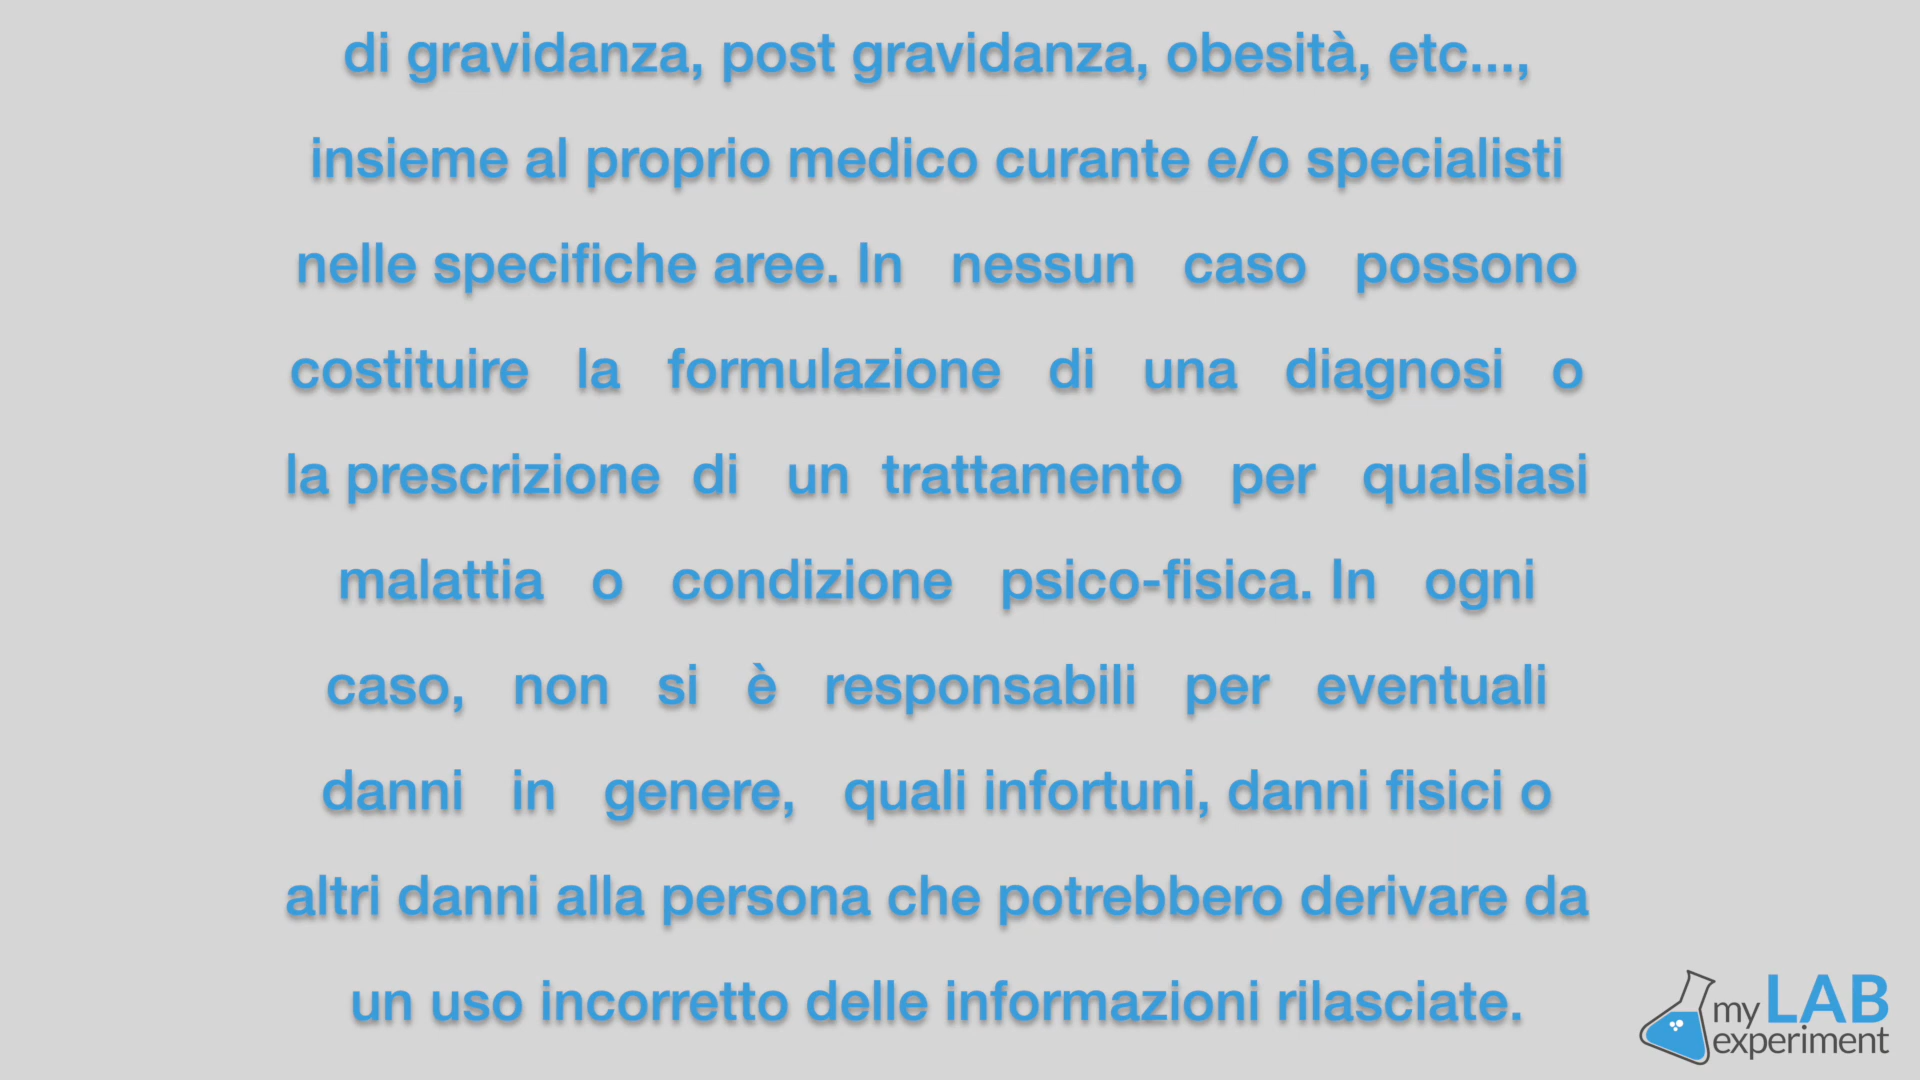 di gravidanza, post gravidanza, obesità, etc...,
insieme al proprio medico curante e/o specialisti
nelle specifiche aree. In nessun caso possono
costituire la formulazione di una diagnosi o
la prescrizione di un trattamento per qualsiasi
malattia o condizione psico-fisica. In ogni
caso, non si è responsabili per eventuali
danni in genere, quali infortuni, danni fisici o
altri danni alla persona che potrebbero derivare da
un uso incorretto delle informazioni rilasciate.
my LAB
experiment